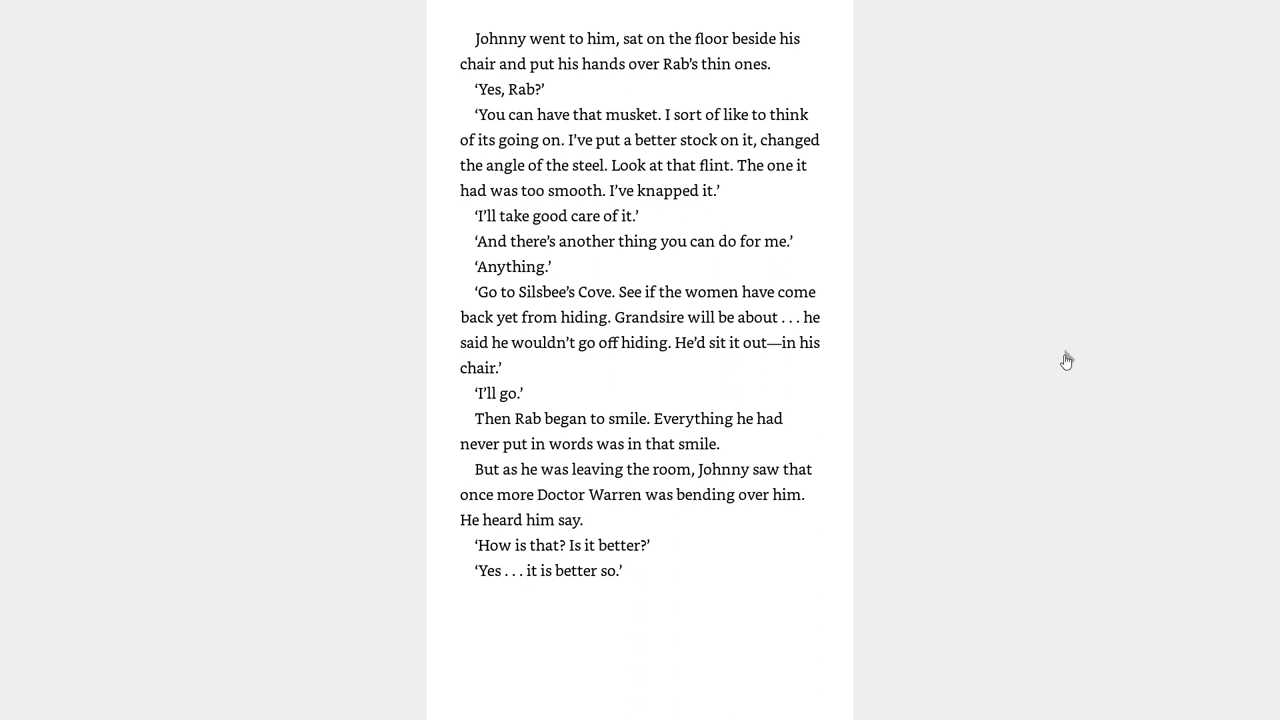 Johnny went to him, sat on the floor beside his
chair and put his hands over Rab’s thin ones.
‘Yes, Rab?’
‘You can have that musket. I sort of like to think
of its going on. I’ve put a better stock on it, changed
the angle of the steel. Look at that flint. The one it
had was too smooth. I’ve knapped it.’
‘I’ll take good care of it.’
‘And there’s another thing you can do for me.’
‘Anything.’
‘Go to Silsbee’s Cove. See if the women have come
back yet from hiding. Grandsire will be about . . . he
said he wouldn’t go off hiding. He’d sit it out—in his
chair.’
‘I’ll go.’
Then Rab began to smile. Everything he had
never put in words was in that smile.
But as he was leaving the room, Johnny saw that
once more Doctor Warren was bending over him.
He heard him say.
‘How is that? Is it better?’
‘Yes . . . it is better so.’